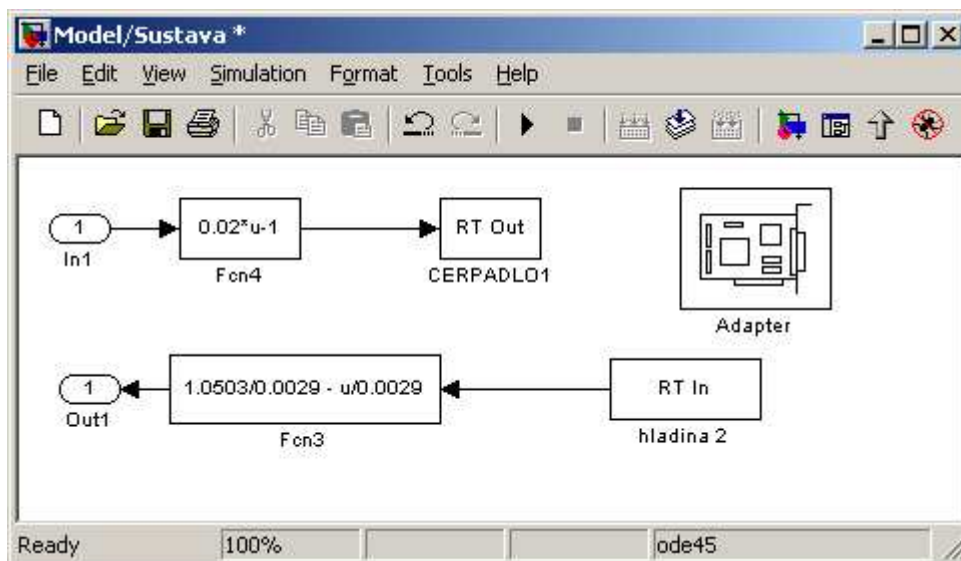 Model/Sustava *
File Edit View Simulation Format Tools Help
1
In1
0.02*u-1
Fcn4
RT Out
CERPADLO1
Adapter
1
Out1
1.0503/0.0029 - u/0.0029
Fcn3
RT In
hladina 2
Ready 100% ode45